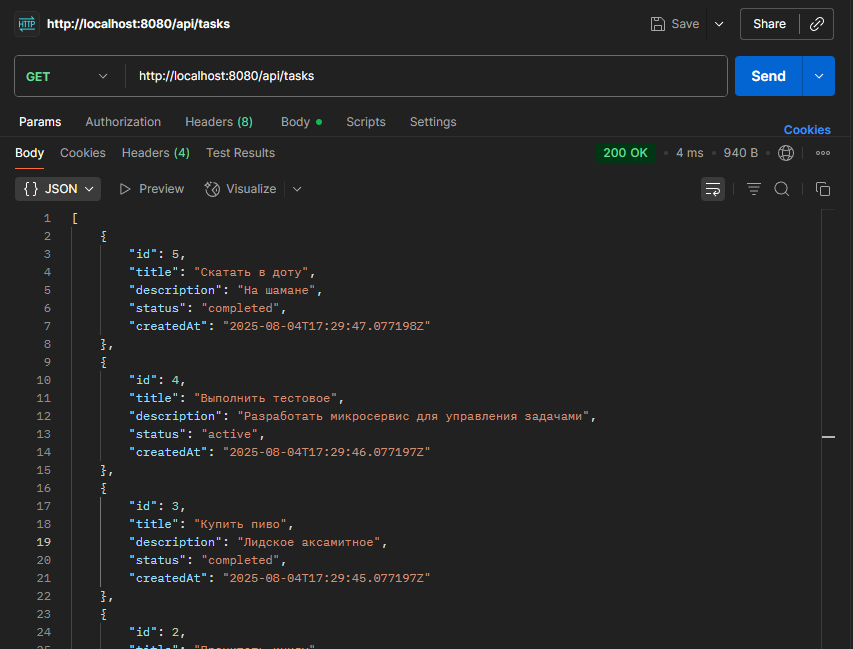 HTTP http://localhost:8080/api/tasks Save Share
GET http://localhost:8080/api/tasks Send
Params Authorization Headers (8) Body Scripts Settings Cookies
Body Cookies Headers (4) Test Results 200 OK 4 ms 940 B
{} JSON Preview Visualize
1 [
2 {
3 "id": 5,
4 "title": "Скатать в доту",
5 "description": "На шамане",
6 "status": "completed",
7 "createdAt": "2025-08-04T17:29:47.077198Z"
8 },
9 {
10 "id": 4,
11 "title": "Выполнить тестовое",
12 "description": "Разработать микросервис для управления задачами",
13 "status": "active",
14 "createdAt": "2025-08-04T17:29:46.077197Z"
15 },
16 {
17 "id": 3,
18 "title": "Купить пиво",
19 "description": "Лидское аксамитное",
20 "status": "completed",
21 "createdAt": "2025-08-04T17:29:45.077197Z"
22 },
23 {
24 "id": 2,
25 "title":